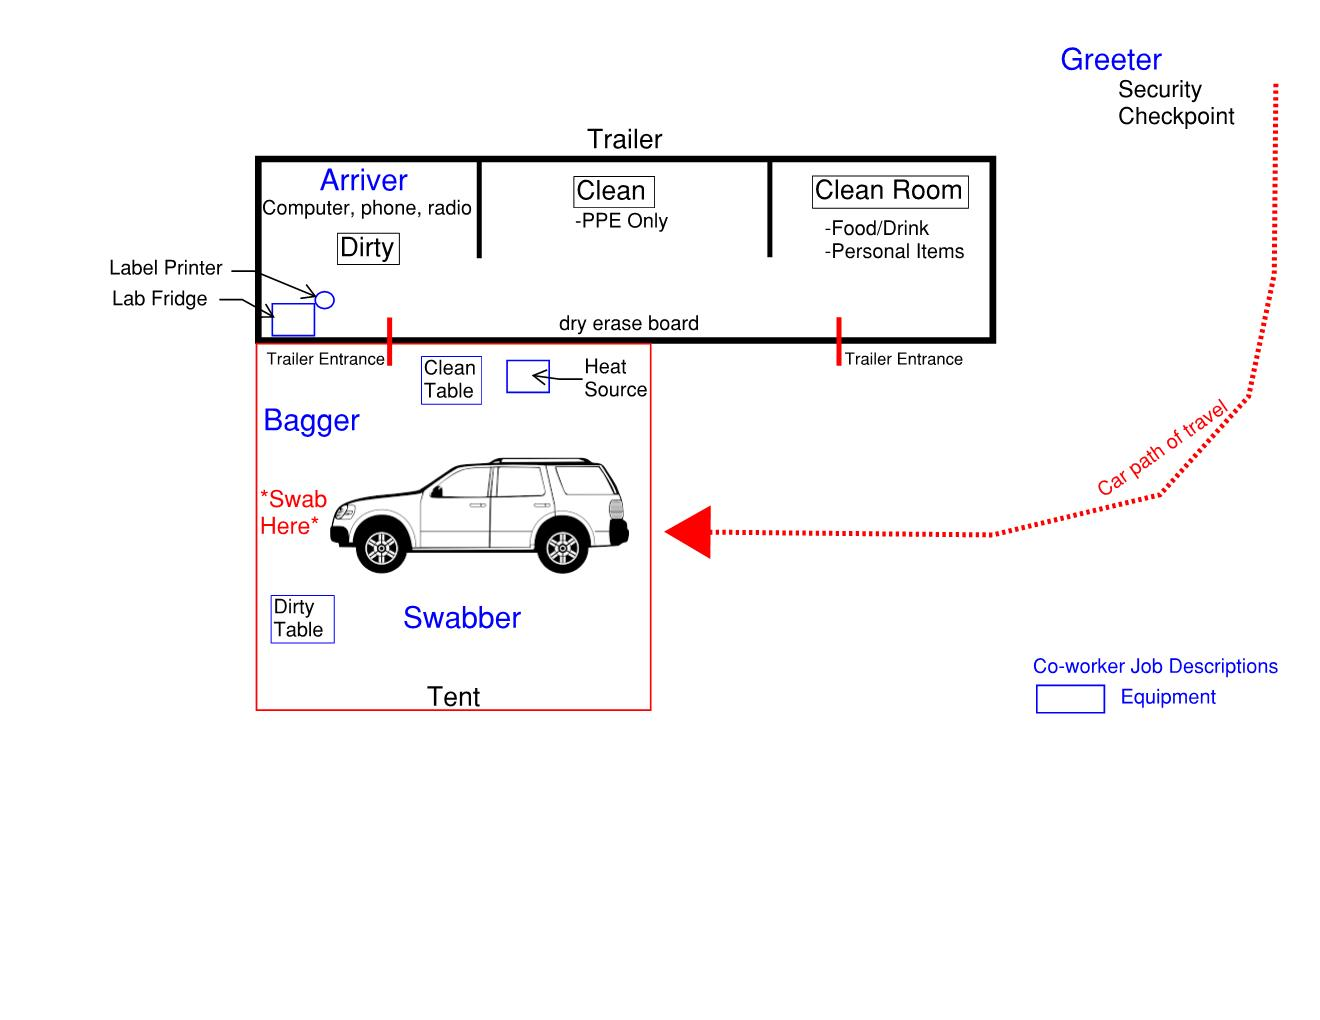 Greeter
Security
Checkpoint
Trailer
Arriver
Computer, phone, radio
Dirty
Clean
-PPE Only
Clean Room
-Food/Drink
-Personal Items
Label Printer
Lab Fridge
dry erase board
Trailer Entrance
Trailer Entrance
Clean
Table
Heat
Source
Bagger
Car path of travel
*Swab
Here*
Dirty
Table
Swabber
Tent
Co-worker Job Descriptions
Equipment